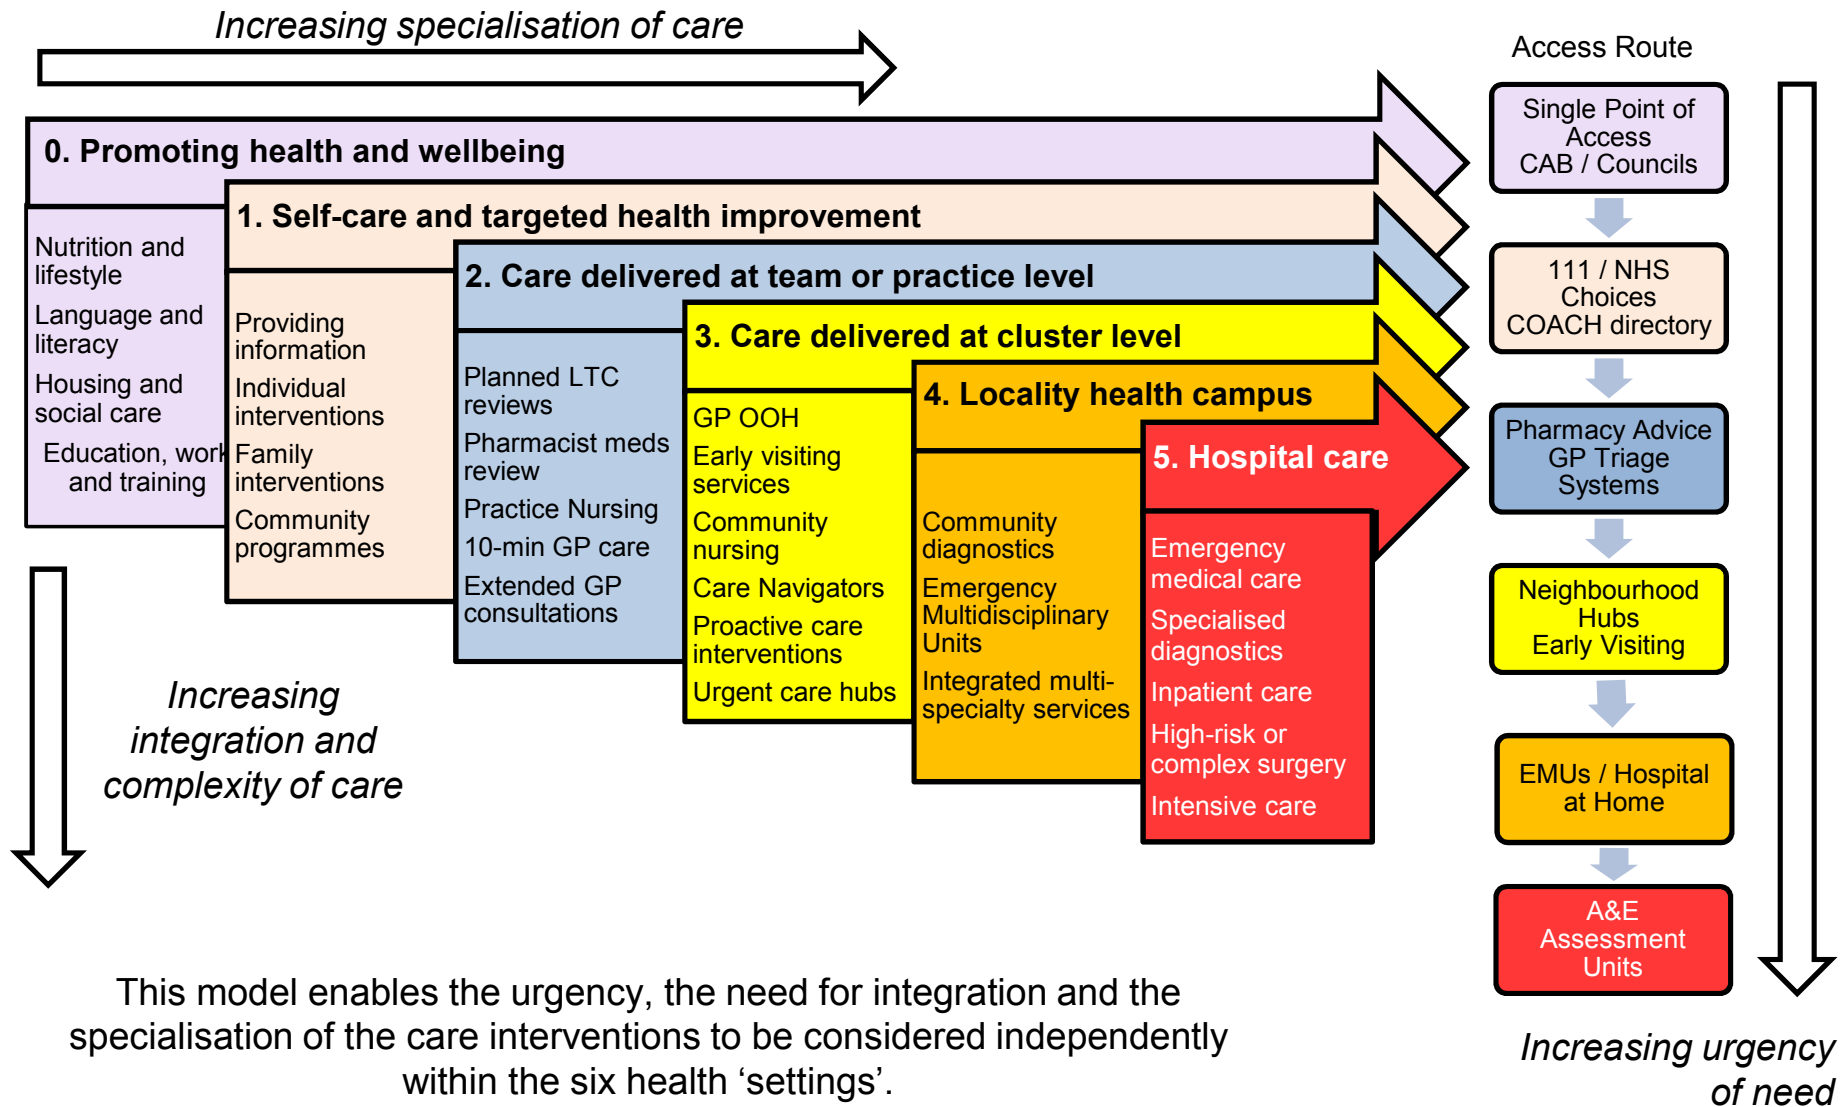 Increasing specialisation of care
Access Route
0. Promoting health and wellbeing
Nutrition and
lifestyle
Language and
literacy
Housing and
social care
Education, work
and training
1. Self-care and targeted health improvement
Providing
information
Individual
interventions
Family
interventions
Community
programmes
2. Care delivered at team or practice level
Planned LTC
reviews
Pharmacist meds
review
Practice Nursing
10-min GP care
Extended GP
consultations
3. Care delivered at cluster level
GP OOH
Early visiting
services
Community
nursing
Care Navigators
Proactive care
interventions
Urgent care hubs
4. Locality health campus
Community
diagnostics
Emergency
Multidisciplinary
Units
Integrated multi-
specialty services
5. Hospital care
Emergency
medical care
Specialised
diagnostics
Inpatient care
High-risk or
complex surgery
Intensive care
Single Point of
Access
CAB / Councils
111 / NHS
Choices
COACH directory
Pharmacy Advice
GP Triage
Systems
Neighbourhood
Hubs
Early Visiting
EMUs / Hospital
at Home
A&E
Assessment
Units
Increasing
integration and
complexity of care
This model enables the urgency, the need for integration and the
specialisation of the care interventions to be considered independently
within the six health ‘settings’.
Increasing urgency
of need